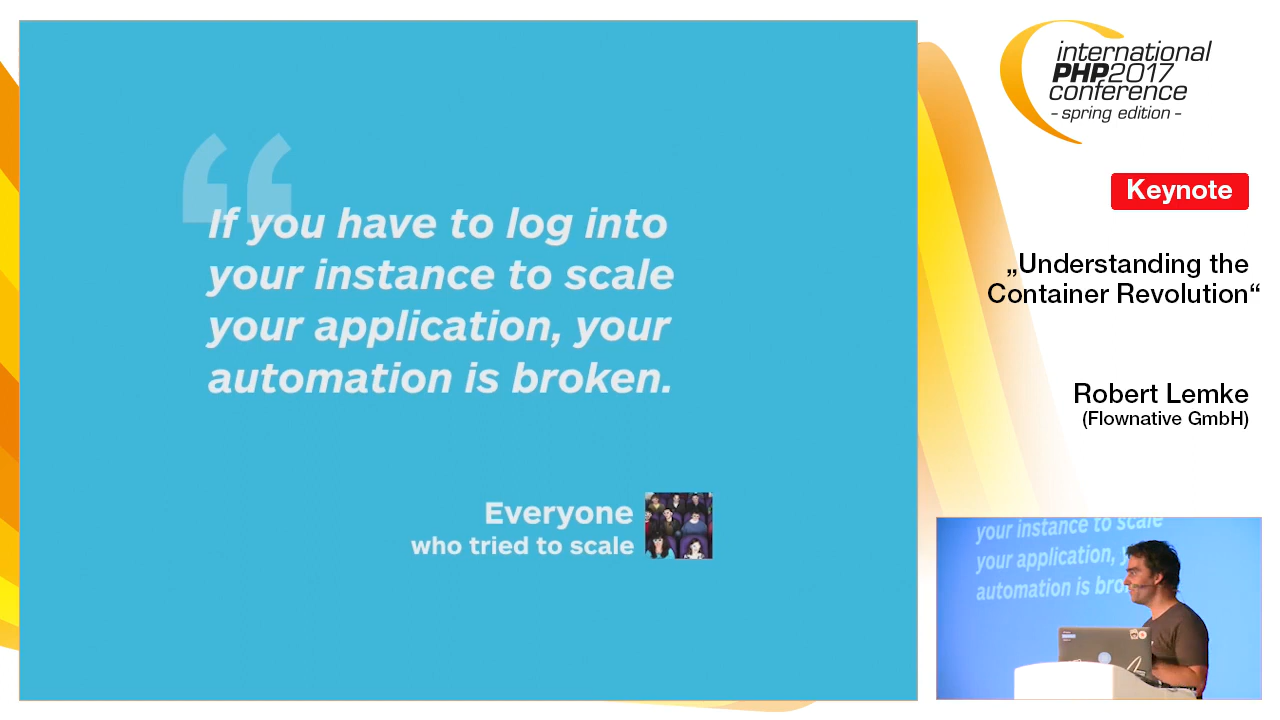 If you have to log into
your instance to scale
your application, your
automation is broken.
Everyone
who tried to scale
international
PHP2017
conference
- spring edition -
Keynote
„Understanding the
Container Revolution“
Robert Lemke
(Flownative GmbH)
your instance to scale
your application,
automation is